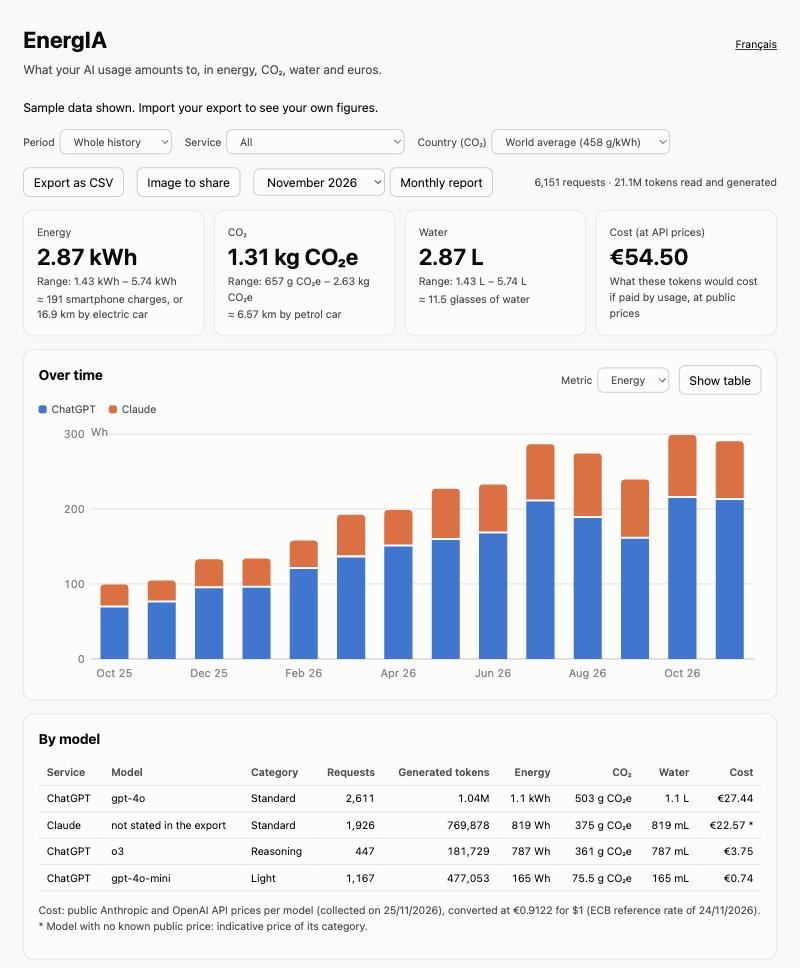 EnergIA
Français
What your AI usage amounts to, in energy, CO₂, water and euros.
Sample data shown. Import your export to see your own figures.
Period Whole history Service All Country (CO₂) World average (458 g/kWh)
Export as CSV Image to share November 2026 Monthly report 6,151 requests · 21.1M tokens read and generated
Energy
2.87 kWh
Range: 1.43 kWh – 5.74 kWh
≈ 191 smartphone charges, or
16.9 km by electric car
CO₂
1.31 kg CO₂e
Range: 657 g CO₂e – 2.63 kg
CO₂e
≈ 6.57 km by petrol car
Water
2.87 L
Range: 1.43 L – 5.74 L
≈ 11.5 glasses of water
Cost (at API prices)
€54.50
What these tokens would cost
if paid by usage, at public
prices
Over time
Metric Energy Show table
ChatGPT Claude
300 Wh
200
100
0
Oct 25 Dec 25 Feb 26 Apr 26 Jun 26 Aug 26 Oct 26
By model
Service Model Category Requests Generated tokens Energy CO₂ Water Cost
ChatGPT gpt-4o Standard 2,611 1.04M 1.1 kWh 503 g CO₂e 1.1 L €27.44
Claude not stated in the export Standard 1,926 769,878 819 Wh 375 g CO₂e 819 mL €22.57 *
ChatGPT o3 Reasoning 447 181,729 787 Wh 361 g CO₂e 787 mL €3.75
ChatGPT gpt-4o-mini Light 1,167 477,053 165 Wh 75.5 g CO₂e 165 mL €0.74
Cost: public Anthropic and OpenAI API prices per model (collected on 25/11/2026), converted at €0.9122 for $1 (ECB reference rate of 24/11/2026).
* Model with no known public price: indicative price of its category.